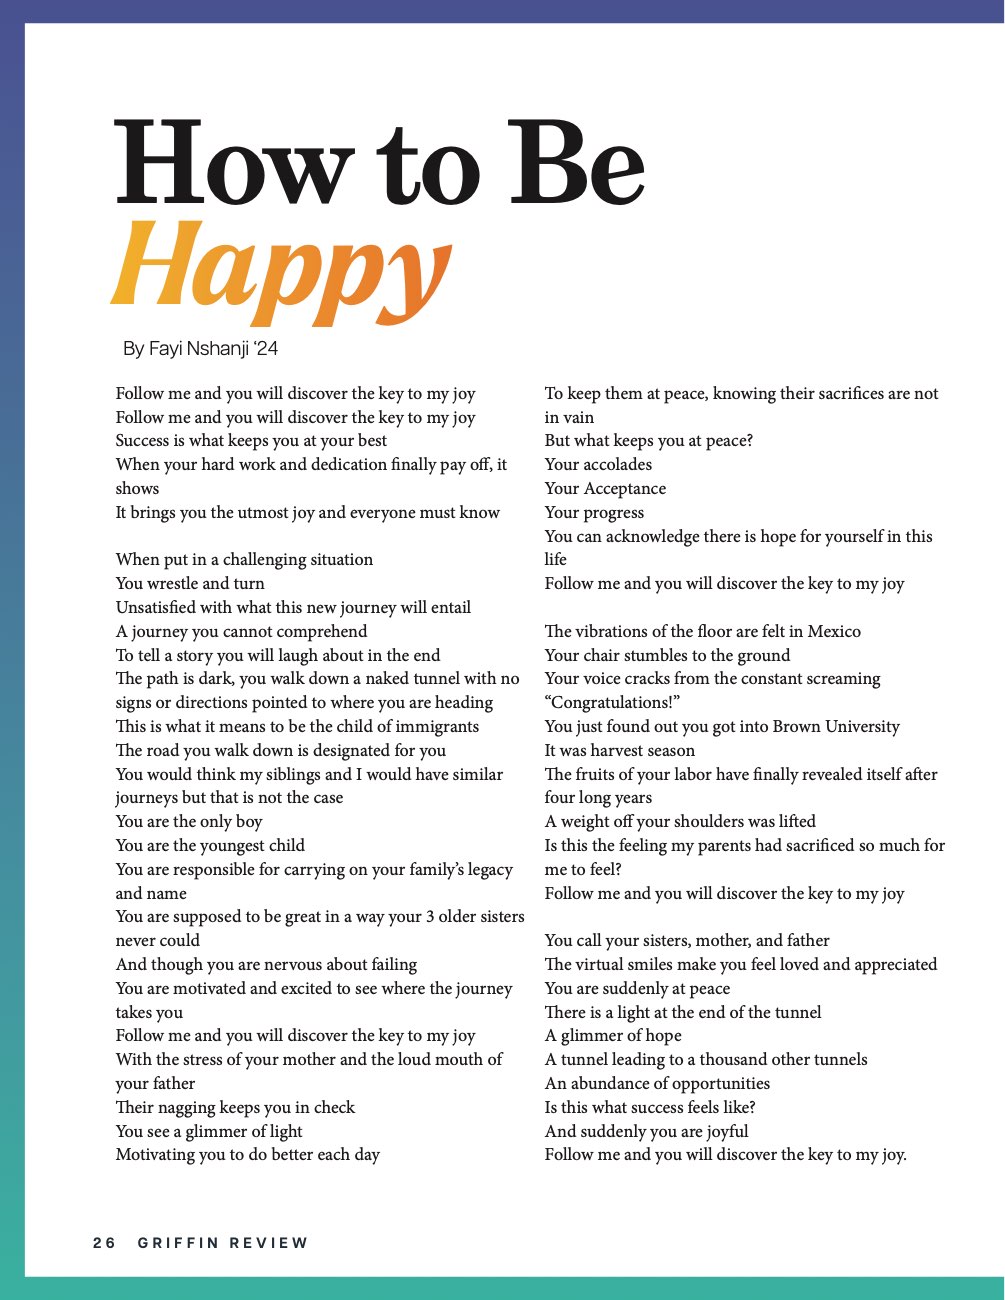 How to Be
Happy
By Fayi Nshanji ‘24
Follow me and you will discover the key to my joy
Follow me and you will discover the key to my joy
Success is what keeps you at your best
When your hard work and dedication finally pay off, it
shows
It brings you the utmost joy and everyone must know
When put in a challenging situation
You wrestle and turn
Unsatisfied with what this new journey will entail
A journey you cannot comprehend
To tell a story you will laugh about in the end
The path is dark, you walk down a naked tunnel with no
signs or directions pointed to where you are heading
This is what it means to be the child of immigrants
The road you walk down is designated for you
You would think my siblings and I would have similar
journeys but that is not the case
You are the only boy
You are the youngest child
You are responsible for carrying on your family’s legacy
and name
You are supposed to be great in a way your 3 older sisters
never could
And though you are nervous about failing
You are motivated and excited to see where the journey
takes you
Follow me and you will discover the key to my joy
With the stress of your mother and the loud mouth of
your father
Their nagging keeps you in check
You see a glimmer of light
Motivating you to do better each day
To keep them at peace, knowing their sacrifices are not
in vain
But what keeps you at peace?
Your accolades
Your Acceptance
Your progress
You can acknowledge there is hope for yourself in this
life
Follow me and you will discover the key to my joy
The vibrations of the floor are felt in Mexico
Your chair stumbles to the ground
Your voice cracks from the constant screaming
“Congratulations!”
You just found out you got into Brown University
It was harvest season
The fruits of your labor have finally revealed itself after
four long years
A weight off your shoulders was lifted
Is this the feeling my parents had sacrificed so much for
me to feel?
Follow me and you will discover the key to my joy
You call your sisters, mother, and father
The virtual smiles make you feel loved and appreciated
You are suddenly at peace
There is a light at the end of the tunnel
A glimmer of hope
A tunnel leading to a thousand other tunnels
An abundance of opportunities
Is this what success feels like?
And suddenly you are joyful
Follow me and you will discover the key to my joy.
26 GRIFFIN REVIEW